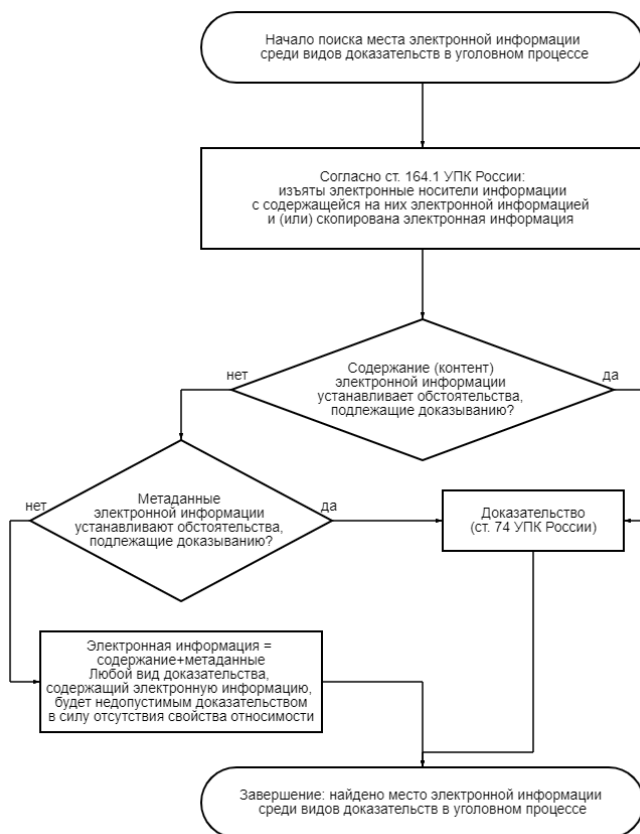 Начало поиска места электронной информации
среди видов доказательств в уголовном процессе
Согласно ст. 164.1 УПК России:
изъяты электронные носители информации
с содержащейся на них электронной информацией
и (или) скопирована электронная информация
Содержание (контент)
электронной информации
устанавливает обстоятельства,
подлежащие доказыванию?
нет
да
Метаданные
электронной информации
устанавливают обстоятельства,
подлежащие доказыванию?
нет
да
Доказательство
(ст. 74 УПК России)
Электронная информация =
содержание+метаданные
Любой вид доказательства,
содержащий электронную информацию,
будет недопустимым доказательством
в силу отсутствия свойства относимости
Завершение: найдено место электронной информации
среди видов доказательств в уголовном процессе